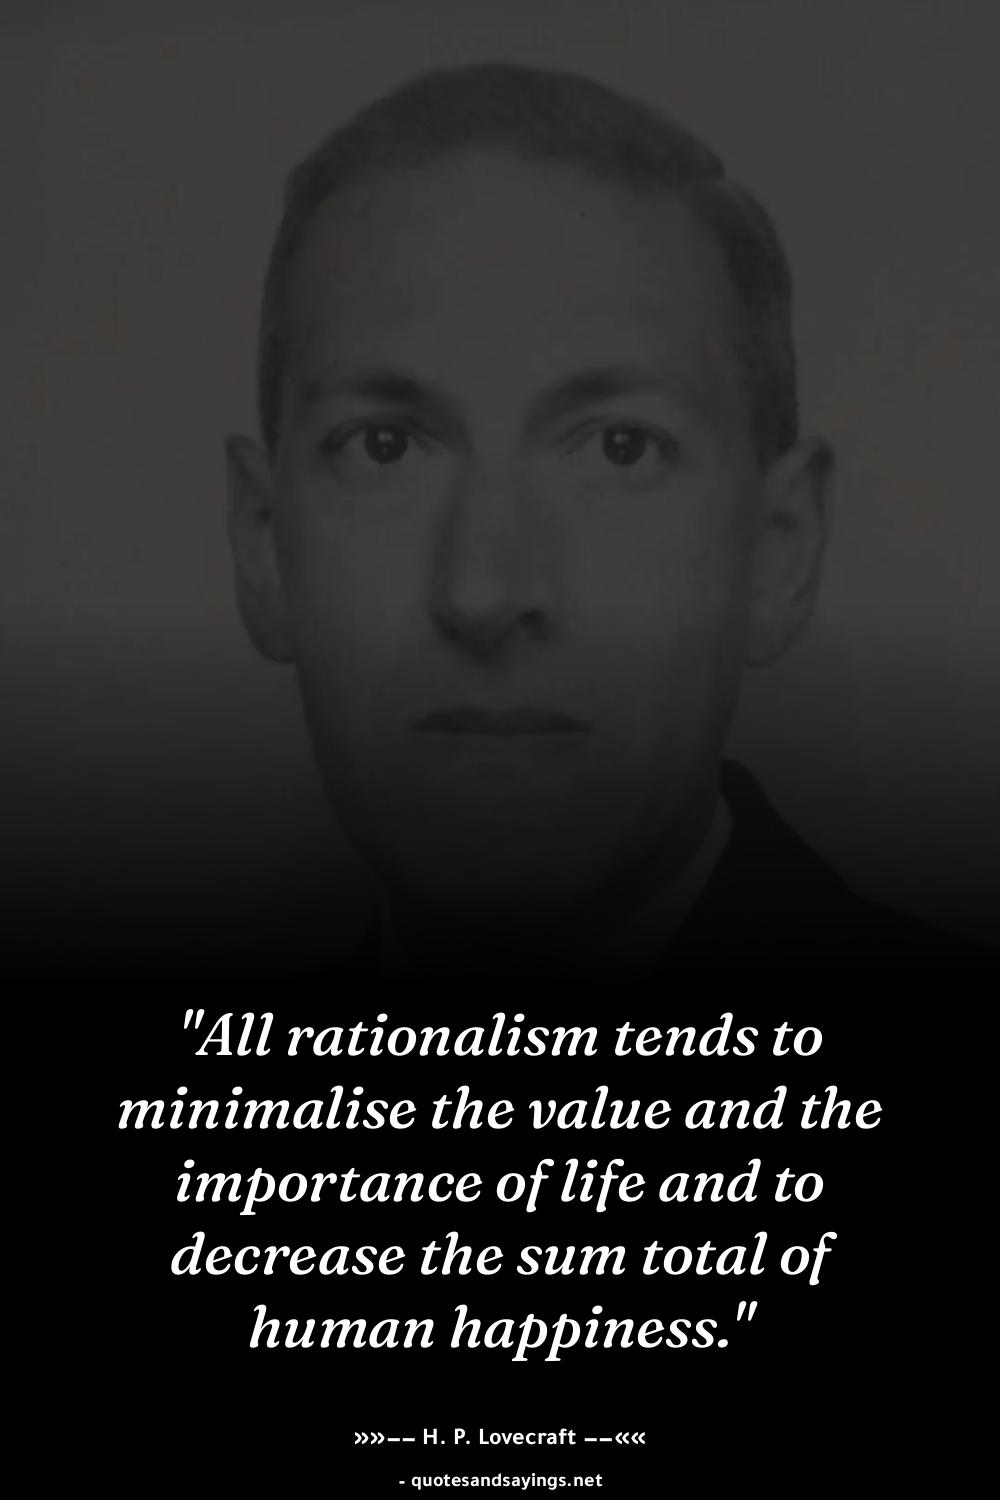 "All rationalism tends to
minimalise the value and the
importance of life and to
decrease the sum total of
human happiness."
»»−− H. P. Lovecraft −−««
- quotesandsayings.net